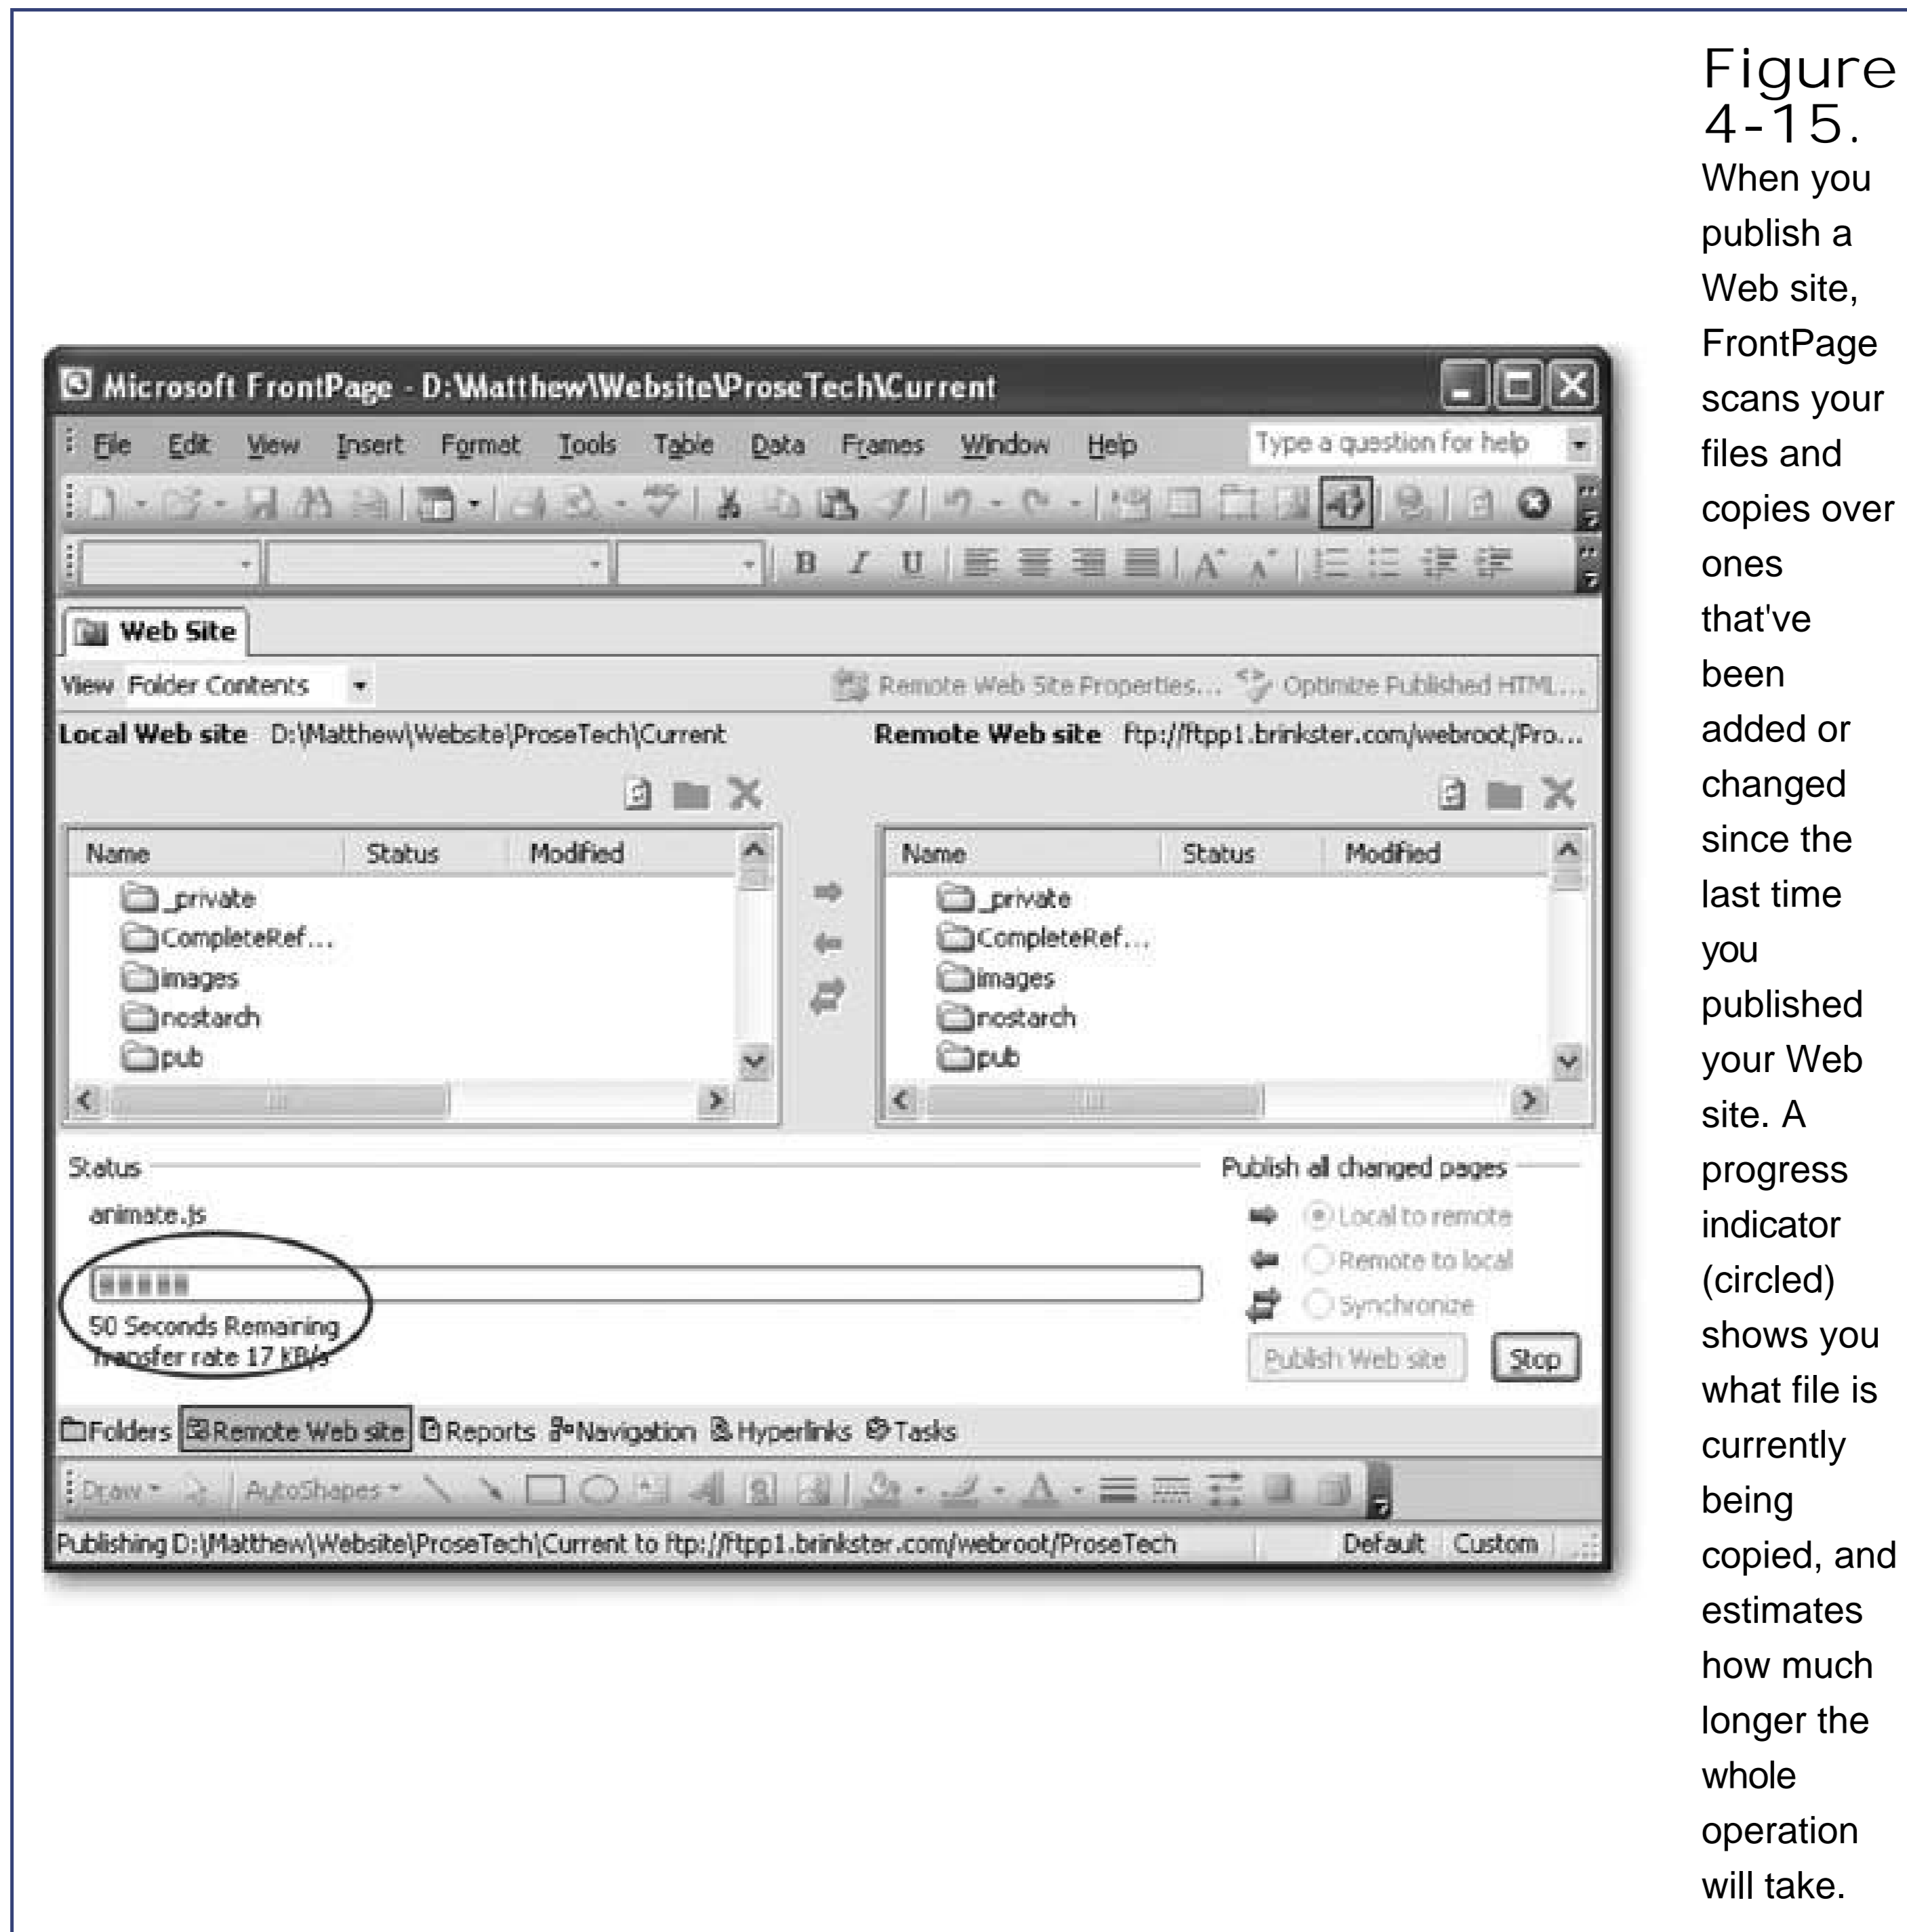 Figure
4-15.
When you
publish a
Web site,
FrontPage
scans your
files and
copies over
ones
that've
been
added or
changed
since the
last time
you
published
your Web
site. A
progress
indicator
(circled)
shows you
what file is
currently
being
copied, and
estimates
how much
longer the
whole
operation
will take.
Microsoft FrontPage - D:\Matthew\Website\ProseTech\Current
File Edit View Insert Format Tools Table Data Frames Window Help Type a question for help
B I U A A
Web Site
View Folder Contents Remote Web Site Properties... Optimize Published HTML...
Local Web site D:\Matthew\Website\ProseTech\Current Remote Web site ftp://ftpp1.brinkster.com/webroot/Pro...
Name Status Modified Name Status Modified
_private _private
CompleteRef... CompleteRef...
images images
nostarch nostarch
pub pub
Status Publish all changed pages
animate.js Local to remote
Remote to local
Synchronize
50 Seconds Remaining
Transfer rate 17 KB/s
Publish Web site Stop
Folders Remote Web site Reports Navigation Hyperlinks Tasks
Draw AutoShapes A
Publishing D:\Matthew\Website\ProseTech\Current to ftp://ftpp1.brinkster.com/webroot/ProseTech Default Custom